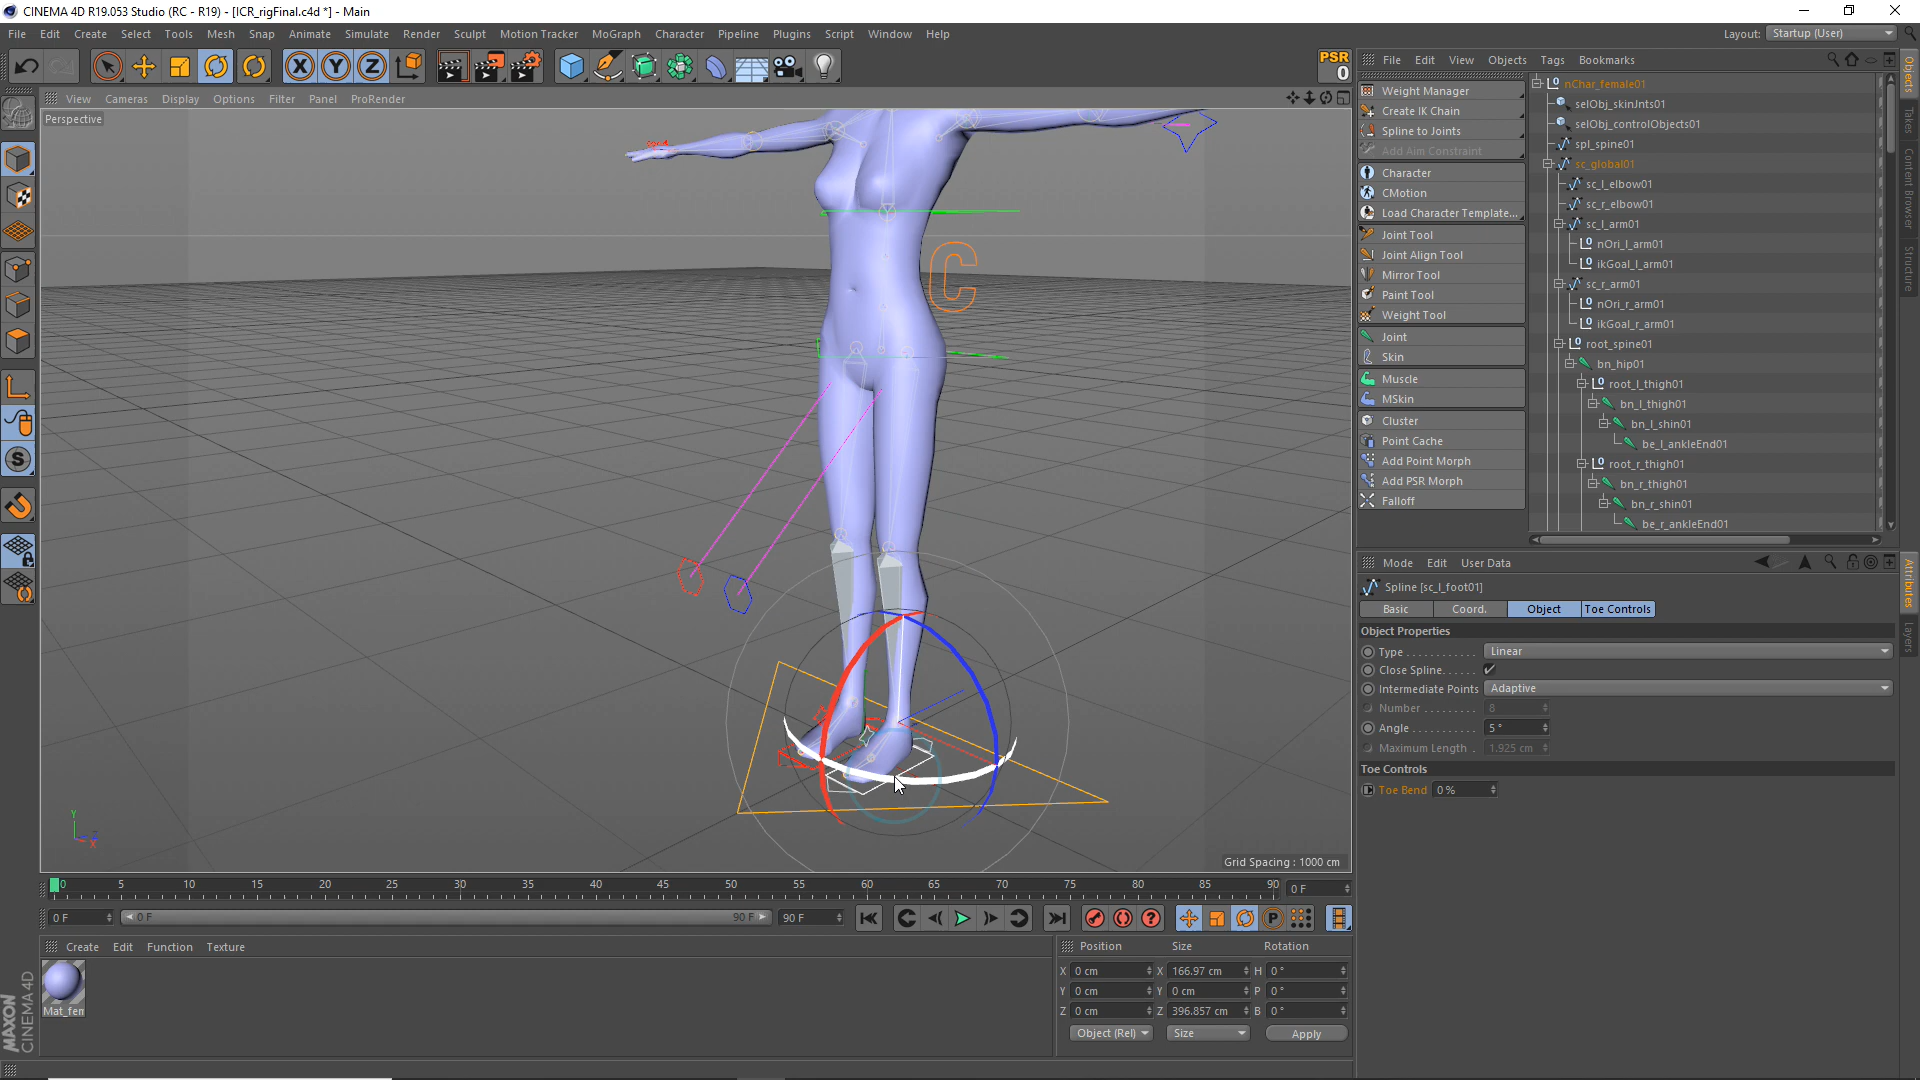 CINEMA 4D R19.053 Studio (RC - R19) - [ICR_rigFinal.c4d *] - Main
File Edit Create Select Tools Mesh Snap Animate Simulate Render Sculpt Motion Tracker MoGraph Character Pipeline Plugins Script Window Help
Layout: Startup (User)
X Y Z
PSR
0
View Cameras Display Options Filter Panel ProRender
Perspective
C
Y
Z
X
Grid Spacing : 1000 cm
File Edit View Objects Tags Bookmarks
Weight Manager
Create IK Chain
Spline to Joints
Add Aim Constraint
Character
CMotion
Load Character Template...
Joint Tool
Joint Align Tool
Mirror Tool
Paint Tool
Weight Tool
Joint
Skin
Muscle
MSkin
Cluster
Point Cache
Add Point Morph
Add PSR Morph
Falloff
nChar_female01
selObj_skinJnts01
selObj_controlObjects01
spl_spine01
sc_global01
sc_l_elbow01
sc_r_elbow01
sc_l_arm01
nOri_l_arm01
ikGoal_l_arm01
sc_r_arm01
nOri_r_arm01
ikGoal_r_arm01
root_spine01
bn_hip01
root_l_thigh01
bn_l_thigh01
bn_l_shin01
be_l_ankleEnd01
root_r_thigh01
bn_r_thigh01
bn_r_shin01
be_r_ankleEnd01
Objects
Takes
Content Browser
Structure
Mode Edit User Data
Spline [sc_l_foot01]
Basic Coord. Object Toe Controls
Object Properties
Type . . . . . . . . . . . . Linear
Close Spline. . . . . .
Intermediate Points Adaptive
Number . . . . . . . . . 8
Angle . . . . . . . . . . . 5 °
Maximum Length . 1.925 cm
Toe Controls
Toe Bend 0 %
Attributes
Layers
0 5 10 15 20 25 30 35 40 45 50 55 60 65 70 75 80 85 90 0 F
0 F 0 F 90 F 90 F
Create Edit Function Texture
Mat_fem
MAXON
CINEMA 4D
Position Size Rotation
X 0 cm X 166.97 cm H 0 °
Y 0 cm Y 0 cm P 0 °
Z 0 cm Z 396.857 cm B 0 °
Object (Rel) Size Apply